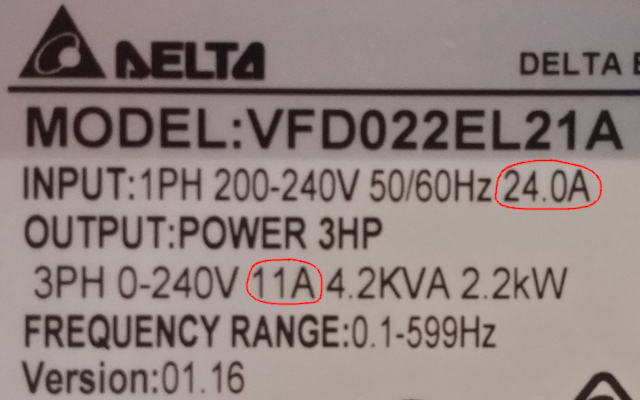 DELTA DELTA E
MODEL:VFD022EL21A
INPUT:1PH 200-240V 50/60Hz 24.0A
OUTPUT:POWER 3HP
3PH 0-240V 11A 4.2KVA 2.2kW
FREQUENCY RANGE:0.1-599Hz
Version:01.16